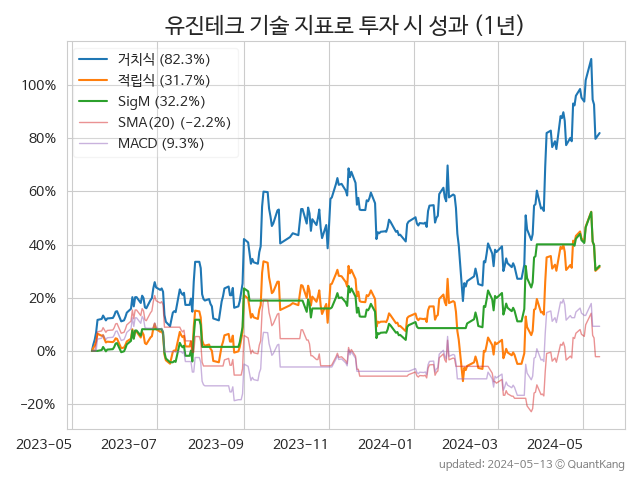 유진테크 기술 지표로 투자 시 성과 (1년)
거치식 (82.3%)
적립식 (31.7%)
SigM (32.2%)
SMA(20) (-2.2%)
MACD (9.3%)
100%
80%
60%
40%
20%
0%
−20%
2023-05 2023-07 2023-09 2023-11 2024-01 2024-03 2024-05
updated: 2024-05-13 ⓒ QuantKang